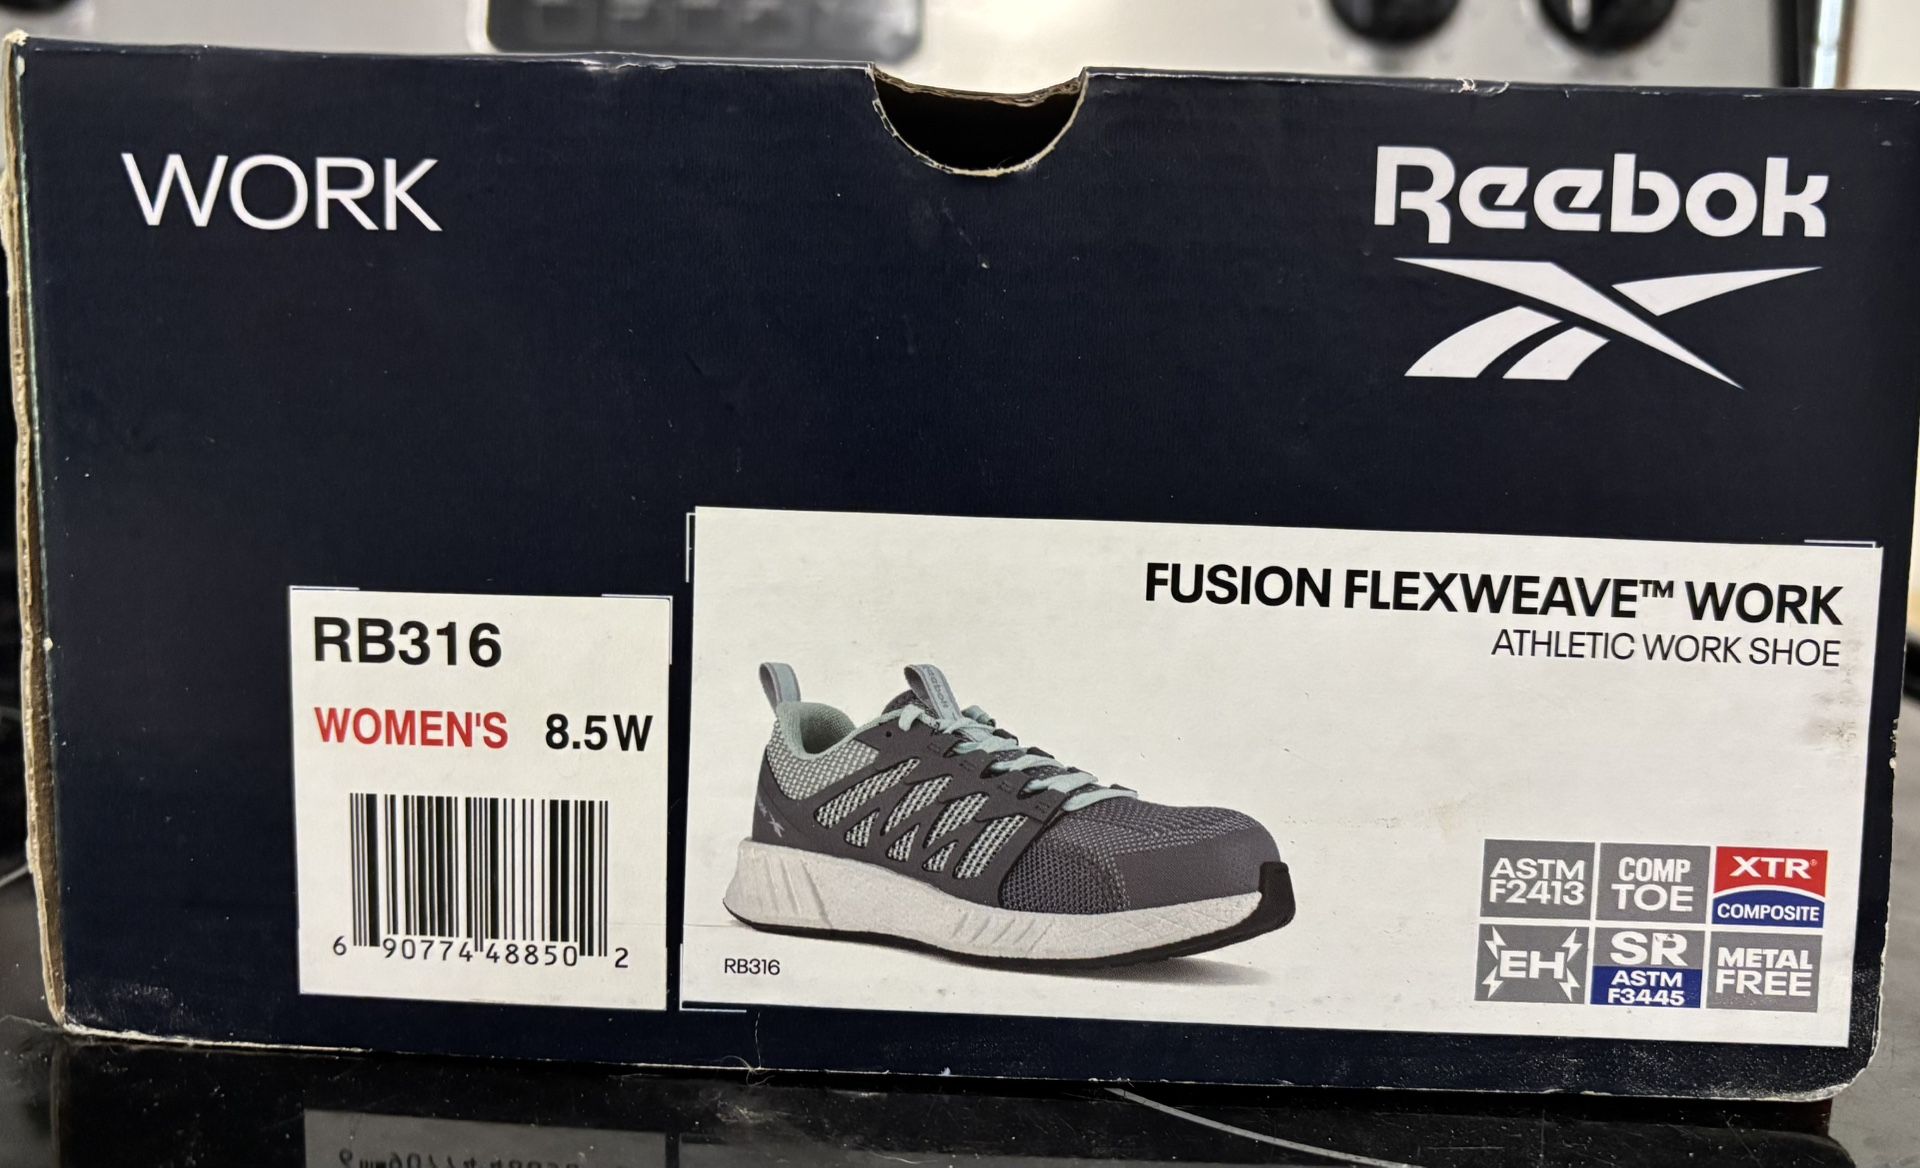 WORK
Reebok
RB316
WOMEN'S 8.5W
6 90774 48850 2
FUSION FLEXWEAVE™ WORK
ATHLETIC WORK SHOE
Reebok
RB316
ASTM
F2413
COMP
TOE
XTR®
COMPOSITE
EH
SR
ASTM
F3445
METAL
FREE